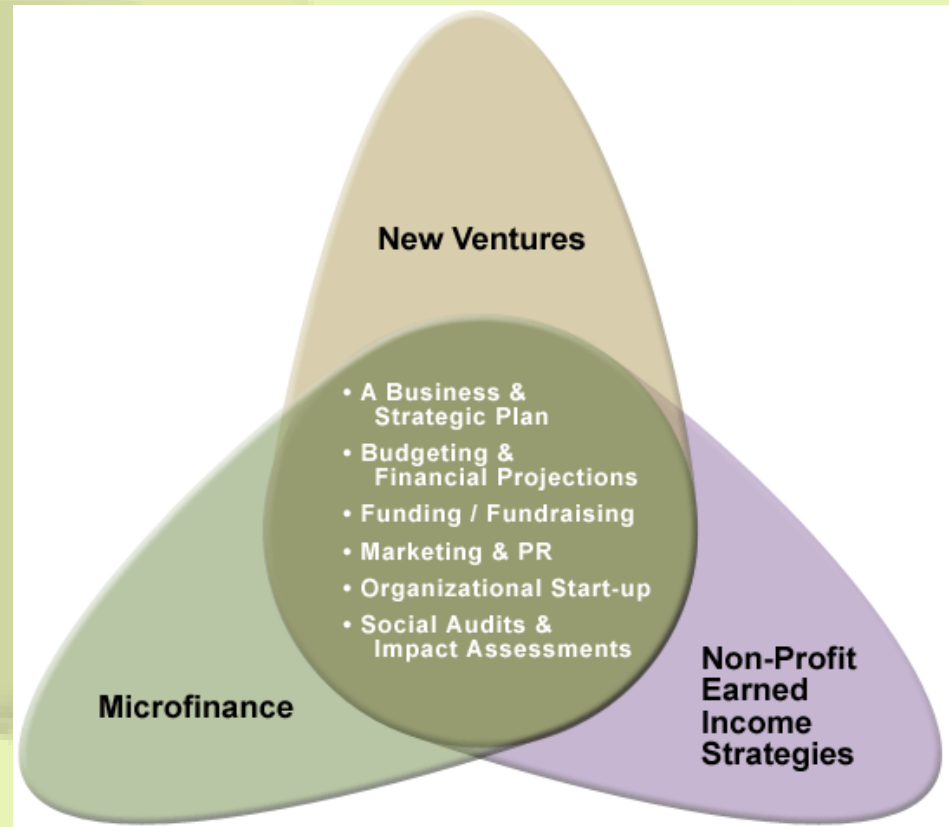 New Ventures
• A Business &
Strategic Plan
• Budgeting &
Financial Projections
• Funding / Fundraising
• Marketing & PR
• Organizational Start-up
• Social Audits &
Impact Assessments
Microfinance
Non-Profit
Earned
Income
Strategies